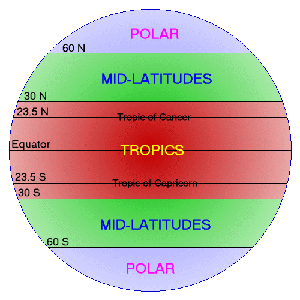 POLAR
60 N
MID-LATITUDES
30 N
23.5 N
Tropic of Cancer
Equator
TROPICS
23.5 S
Tropic of Capricorn
30 S
MID-LATITUDES
60 S
POLAR